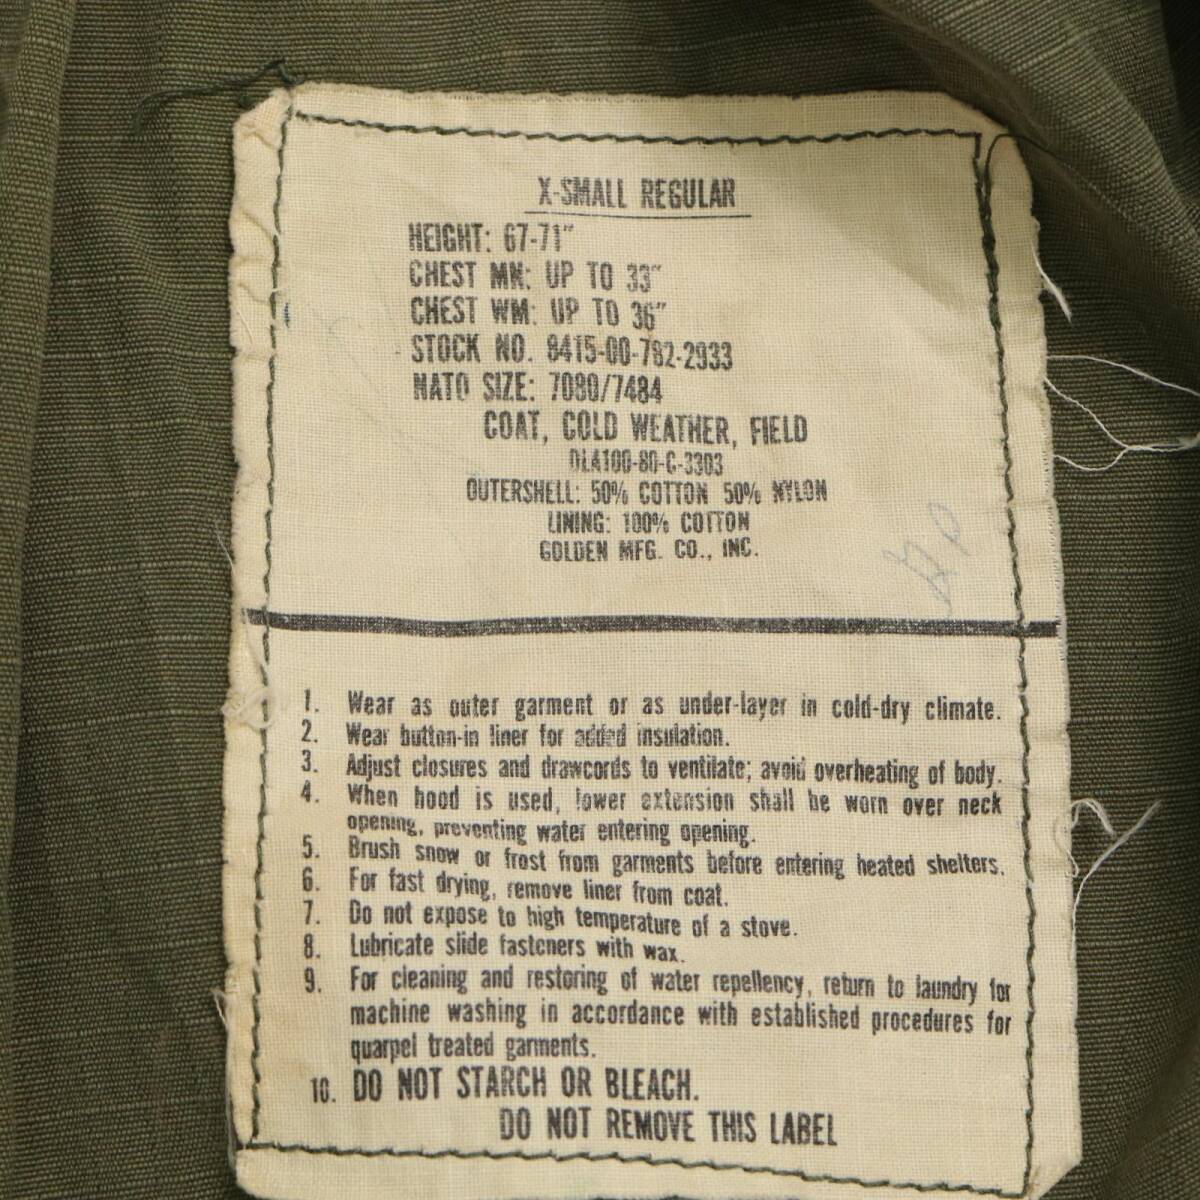 X-SMALL REGULAR
HEIGHT: 67-71"
CHEST MN: UP TO 33"
CHEST WM: UP TO 36"
STOCK NO. 8415-00-782-2933
NATO SIZE: 7080/7484
COAT, COLD WEATHER, FIELD
DLA100-80-C-3303
OUTERSHELL: 50% COTTON 50% NYLON
LINING: 100% COTTON
GOLDEN MFG. CO., INC.
1. Wear as outer garment or as under-layer in cold-dry climate.
2. Wear button-in liner for added insulation.
3. Adjust closures and drawcords to ventilate; avoid overheating of body.
4. When hood is used, lower extension shall be worn over neck
opening, preventing water entering opening.
5. Brush snow or frost from garments before entering heated shelters.
6. For fast drying, remove liner from coat.
7. Do not expose to high temperature of a stove.
8. Lubricate slide fasteners with wax.
9. For cleaning and restoring of water repellency, return to laundry for
machine washing in accordance with established procedures for
quarpel treated garments.
10. DO NOT STARCH OR BLEACH.
DO NOT REMOVE THIS LABEL